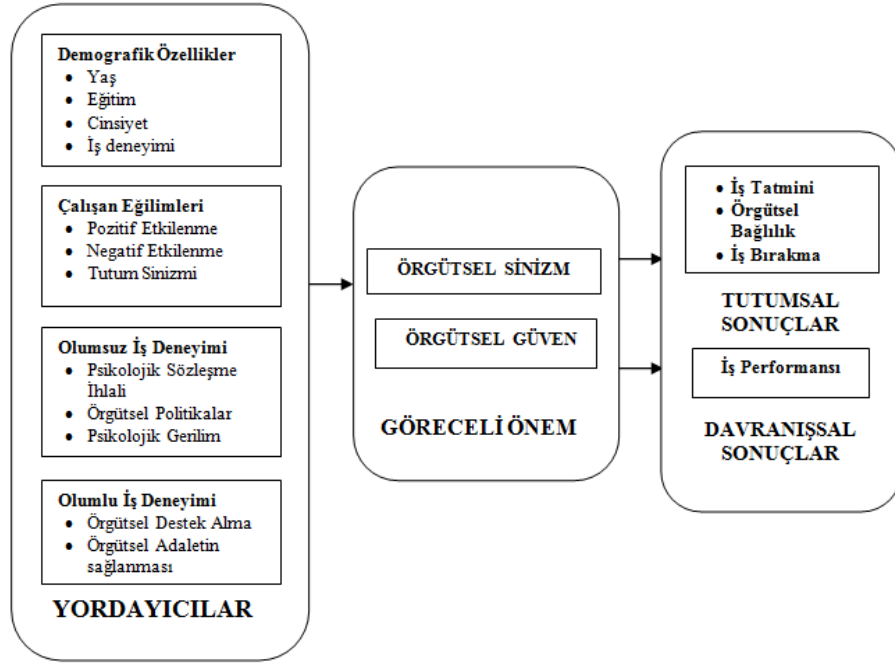 Demografik Özellikler
• Yaş
• Eğitim
• Cinsiyet
• İş deneyimi
Çalışan Eğilimleri
• Pozitif Etkilenme
• Negatif Etkilenme
• Tutum Sinizmi
Olumsuz İş Deneyimi
• Psikolojik Sözleşme
İhlali
• Örgütsel Politikalar
• Psikolojik Gerilim
Olumlu İş Deneyimi
• Örgütsel Destek Alma
• Örgütsel Adaletin
sağlanması
YORDAYICILAR
ÖRGÜTSEL SİNİZM
ÖRGÜTSEL GÜVEN
GÖRECELİ ÖNEM
• İş Tatmini
• Örgütsel
Bağlılık
• İş Bırakma
TUTUMSAL
SONUÇLAR
İş Performansı
DAVRANIŞSAL
SONUÇLAR